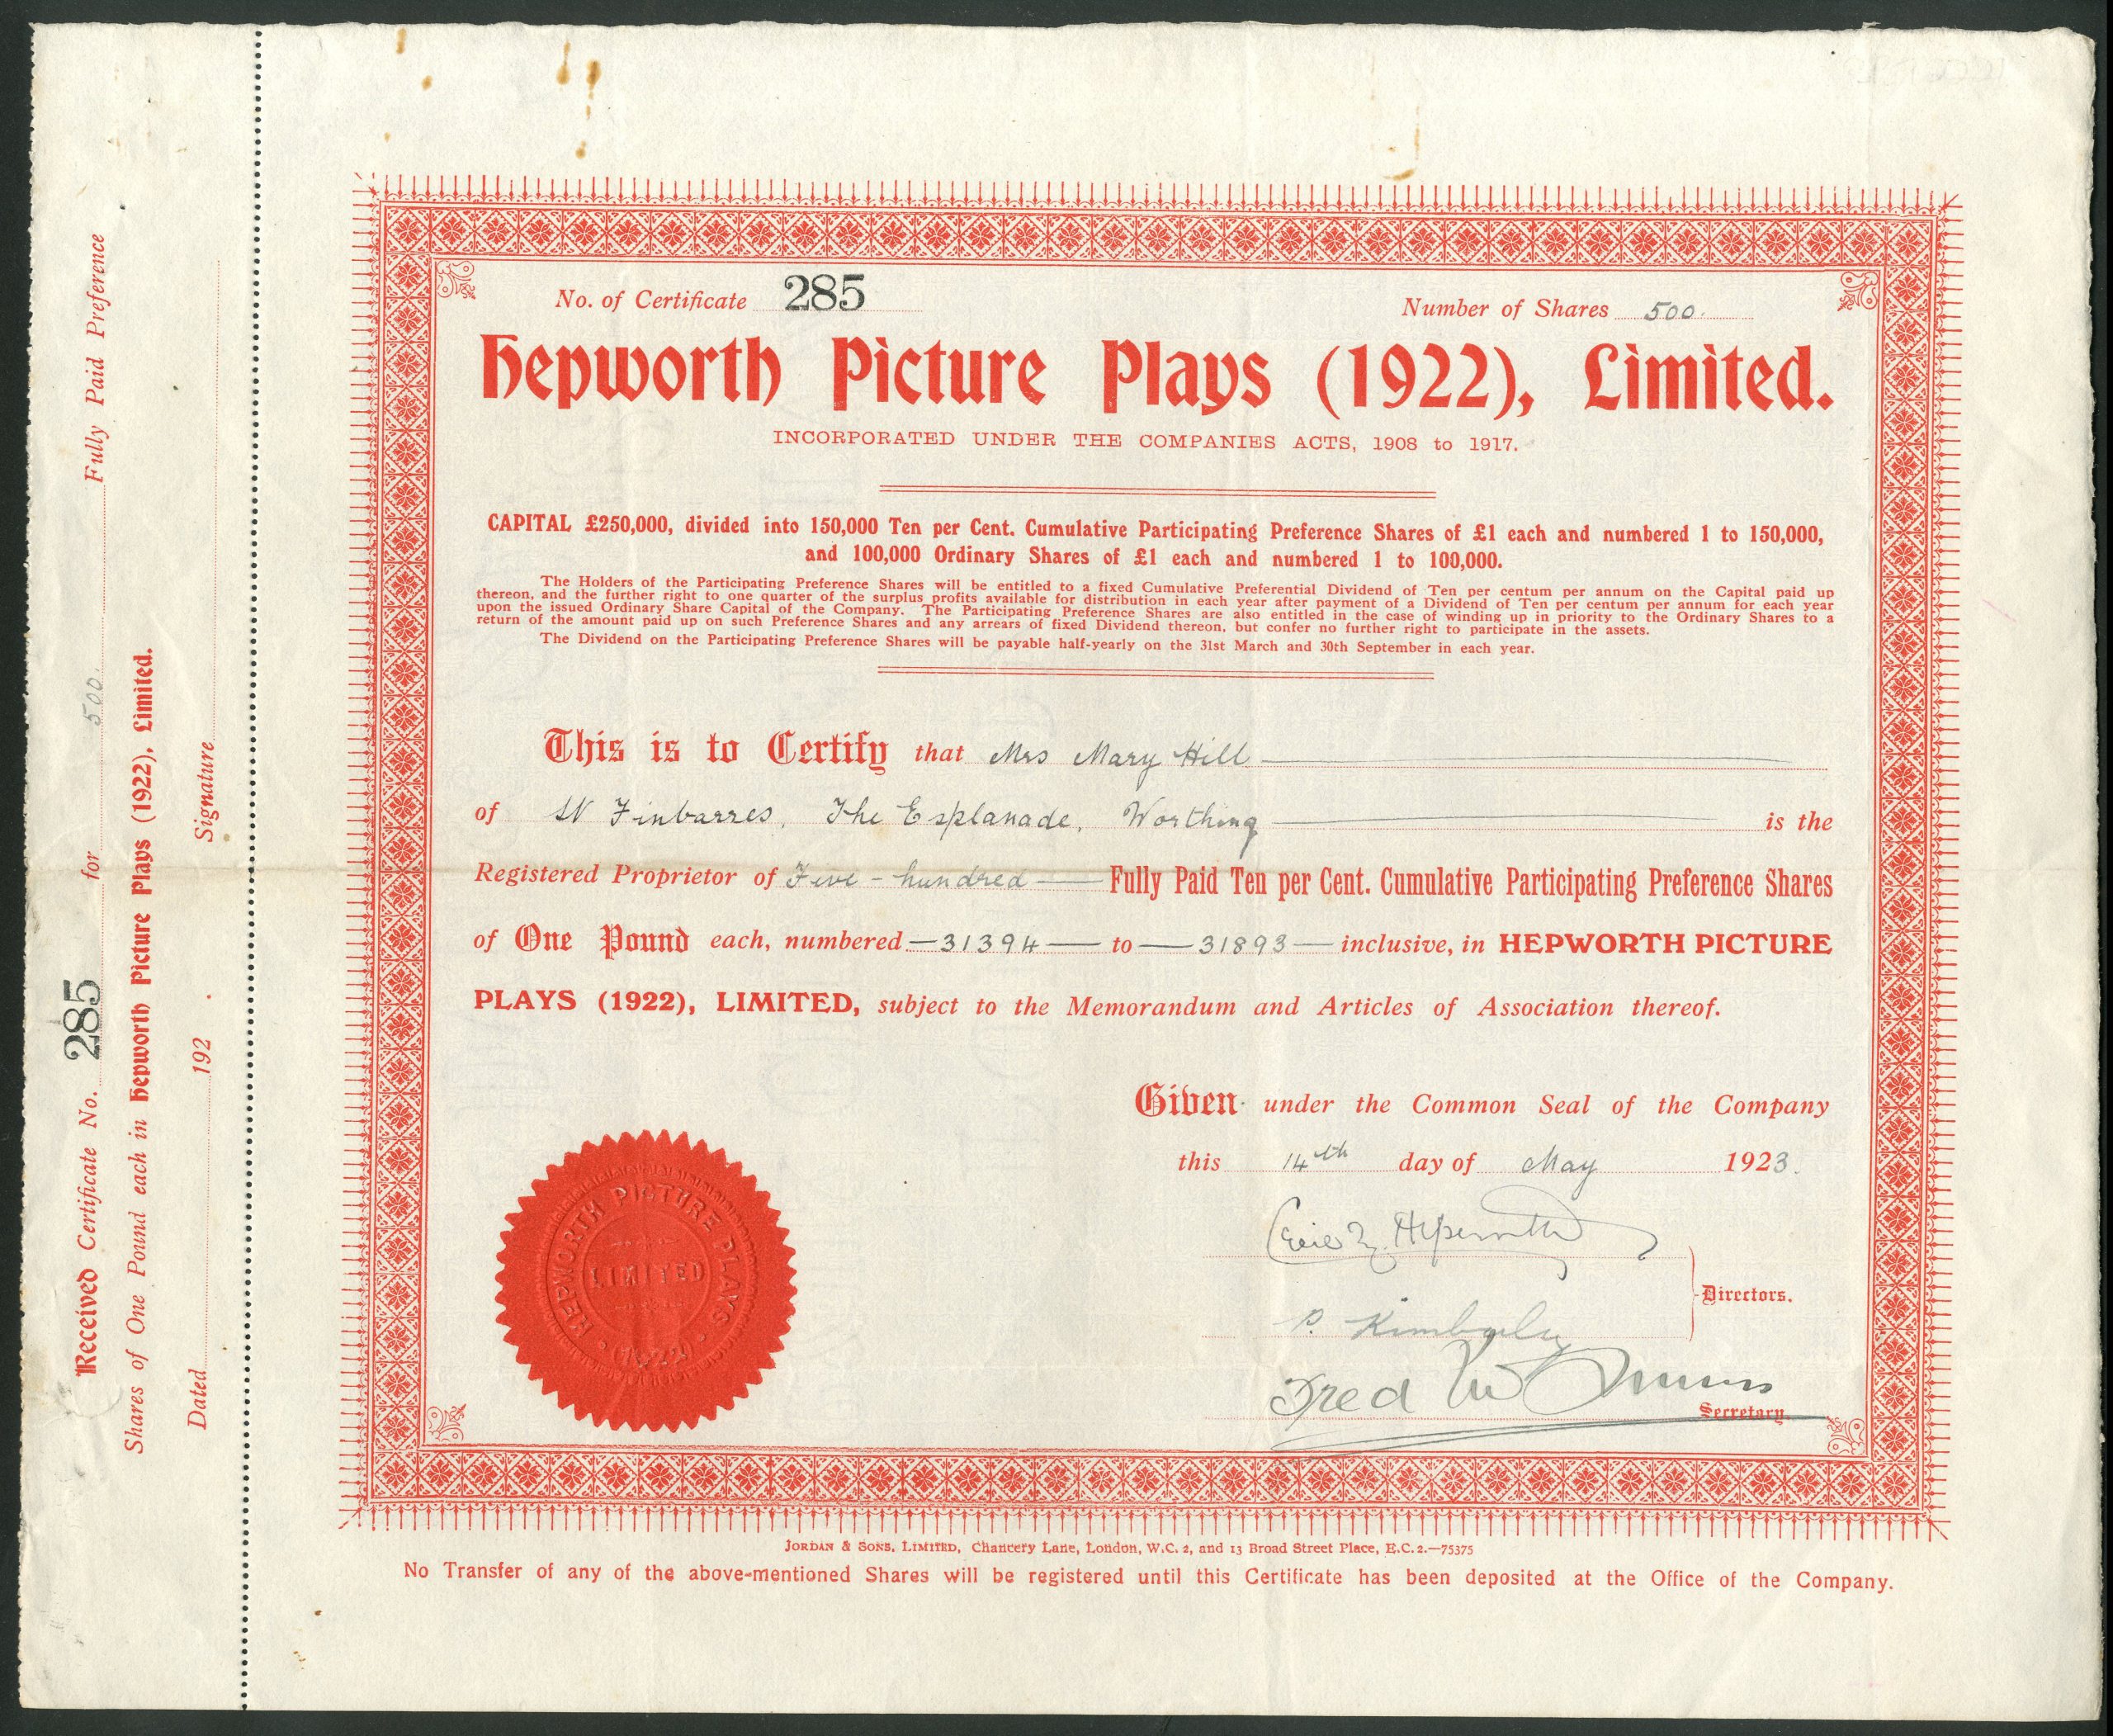 No. of Certificate 285
Number of Shares 500.
Hepworth Picture Plays (1922), Limited.
INCORPORATED UNDER THE COMPANIES ACTS, 1908 to 1917.
CAPITAL £250,000, divided into 150,000 Ten per Cent. Cumulative Participating Preference Shares of £1 each and numbered 1 to 150,000,
and 100,000 Ordinary Shares of £1 each and numbered 1 to 100,000.
The Holders of the Participating Preference Shares will be entitled to a fixed Cumulative Preferential Dividend of Ten per centum per annum on the Capital paid up
thereon, and the further right to one quarter of the surplus profits available for distribution in each year after payment of a Dividend of Ten per centum per annum for each year
upon the issued Ordinary Share Capital of the Company. The Participating Preference Shares are also entitled in the case of winding up in priority to the Ordinary Shares to a
return of the amount paid up on such Preference Shares and any arrears of fixed Dividend thereon, but confer no further right to participate in the assets.
The Dividend on the Participating Preference Shares will be payable half-yearly on the 31st March and 30th September in each year.
This is to Certify that Mrs Mary Hill
of St Finbarres, The Esplanade, Worthing is the
Registered Proprietor of Five-hundred Fully Paid Ten per Cent. Cumulative Participating Preference Shares
of One Pound each, numbered 31394 to 31893 inclusive, in HEPWORTH PICTURE
PLAYS (1922), LIMITED, subject to the Memorandum and Articles of Association thereof.
Given under the Common Seal of the Company
this 14th day of May 1923.
Cecil M. Hepworth
Directors.
P. Kimberley
Fred W
Secretary.
HEPWORTH PICTURE PLAYS
LIMITED
(1922)
JORDAN & SONS, LIMITED, Chancery Lane, London, W.C. 2, and 13 Broad Street Place, E.C. 2.—75375
No Transfer of any of the above-mentioned Shares will be registered until this Certificate has been deposited at the Office of the Company.
Received Certificate No. 285 for 500. Fully Paid Preference
Shares of One Pound each in Hepworth Picture Plays (1922), Limited.
Dated 192 . Signature